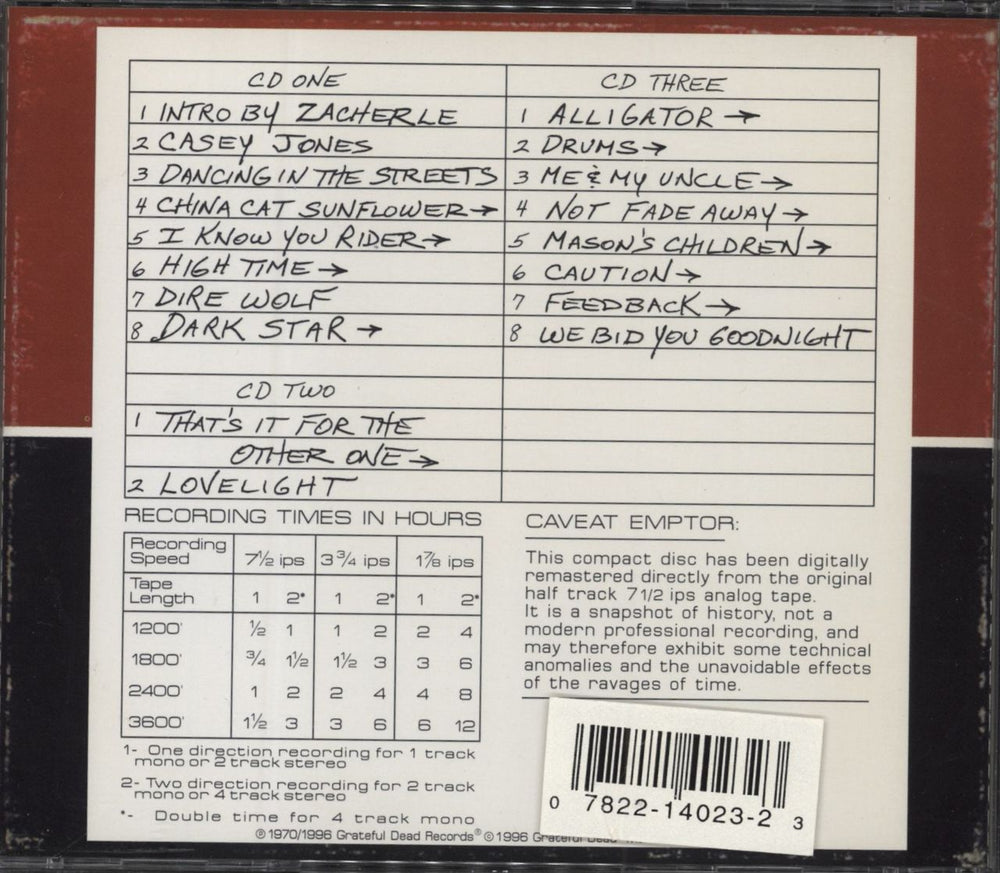 CD ONE
1 INTRO BY ZACHERLE
2 CASEY JONES
3 DANCING IN THE STREETS
4 CHINA CAT SUNFLOWER→
5 I KNOW YOU RIDER→
6 HIGH TIME→
7 DIRE WOLF
8 DARK STAR→
CD TWO
1 THAT'S IT FOR THE
OTHER ONE→
2 LOVELIGHT
CD THREE
1 ALLIGATOR→
2 DRUMS→
3 ME & MY UNCLE→
4 NOT FADE AWAY→
5 MASON'S CHILDREN→
6 CAUTION→
7 FEEDBACK→
8 WE BID YOU GOODNIGHT
RECORDING TIMES IN HOURS
Recording Speed 7½ ips 3¾ ips 1⅞ ips
Tape Length 1 2* 1 2* 1 2*
1200' ½ 1 1 2 2 4
1800' ¾ 1½ 1½ 3 3 6
2400' 1 2 2 4 4 8
3600' 1½ 3 3 6 6 12
1- One direction recording for 1 track
mono or 2 track stereo
2- Two direction recording for 2 track
mono or 4 track stereo
*- Double time for 4 track mono
CAVEAT EMPTOR:
This compact disc has been digitally
remastered directly from the original
half track 7 1/2 ips analog tape.
It is a snapshot of history, not a
modern professional recording, and
may therefore exhibit some technical
anomalies and the unavoidable effects
of the ravages of time.
0 7822-14023-2 3
℗1970/1996 Grateful Dead Records® ©1996 Grateful Dead